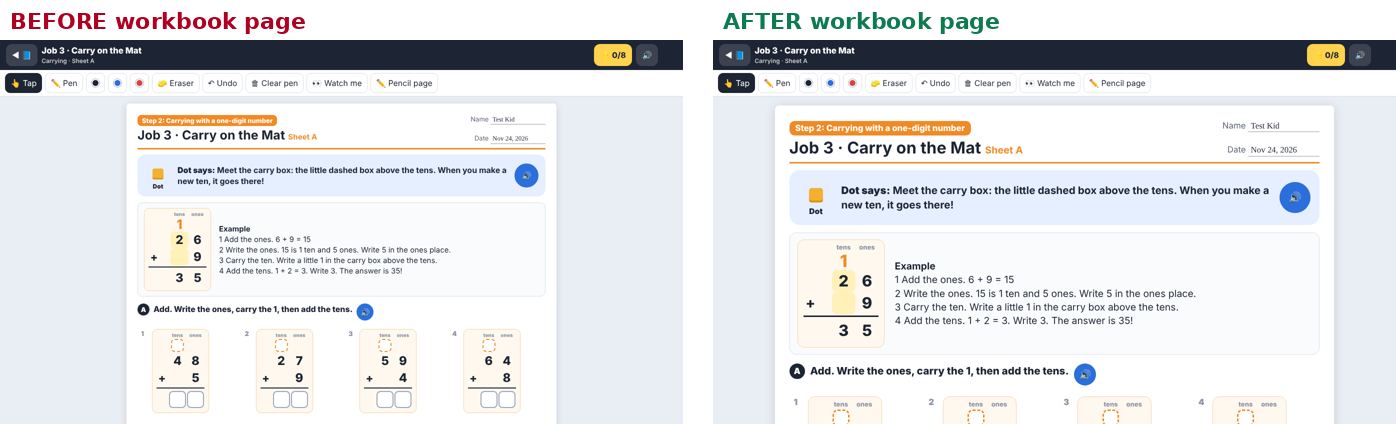 BEFORE workbook page
Job 3 · Carry on the Mat
Carrying · Sheet A
0/8
Tap
Pen
Eraser
Undo
Clear pen
Watch me
Pencil page
Step 2: Carrying with a one-digit number
Job 3 · Carry on the Mat Sheet A
Name Test Kid
Date Nov 24, 2026
Dot
Dot says: Meet the carry box: the little dashed box above the tens. When you make a
new ten, it goes there!
tens ones
1
2 6
+ 9
3 5
Example
1 Add the ones. 6 + 9 = 15
2 Write the ones. 15 is 1 ten and 5 ones. Write 5 in the ones place.
3 Carry the ten. Write a little 1 in the carry box above the tens.
4 Add the tens. 1 + 2 = 3. Write 3. The answer is 35!
A Add. Write the ones, carry the 1, then add the tens.
1
tens ones
4 8
+ 5
2
tens ones
2 7
+ 9
3
tens ones
5 9
+ 4
4
tens ones
6 4
+ 8
AFTER workbook page
Job 3 · Carry on the Mat
Carrying · Sheet A
0/8
Tap
Pen
Eraser
Undo
Clear pen
Watch me
Pencil page
Step 2: Carrying with a one-digit number
Job 3 · Carry on the Mat Sheet A
Name Test Kid
Date Nov 24, 2026
Dot
Dot says: Meet the carry box: the little dashed box above the tens. When you make a
new ten, it goes there!
tens ones
1
2 6
+ 9
3 5
Example
1 Add the ones. 6 + 9 = 15
2 Write the ones. 15 is 1 ten and 5 ones. Write 5 in the ones place.
3 Carry the ten. Write a little 1 in the carry box above the tens.
4 Add the tens. 1 + 2 = 3. Write 3. The answer is 35!
A Add. Write the ones, carry the 1, then add the tens.
1
tens ones
2
tens ones
3
tens ones
4
tens ones